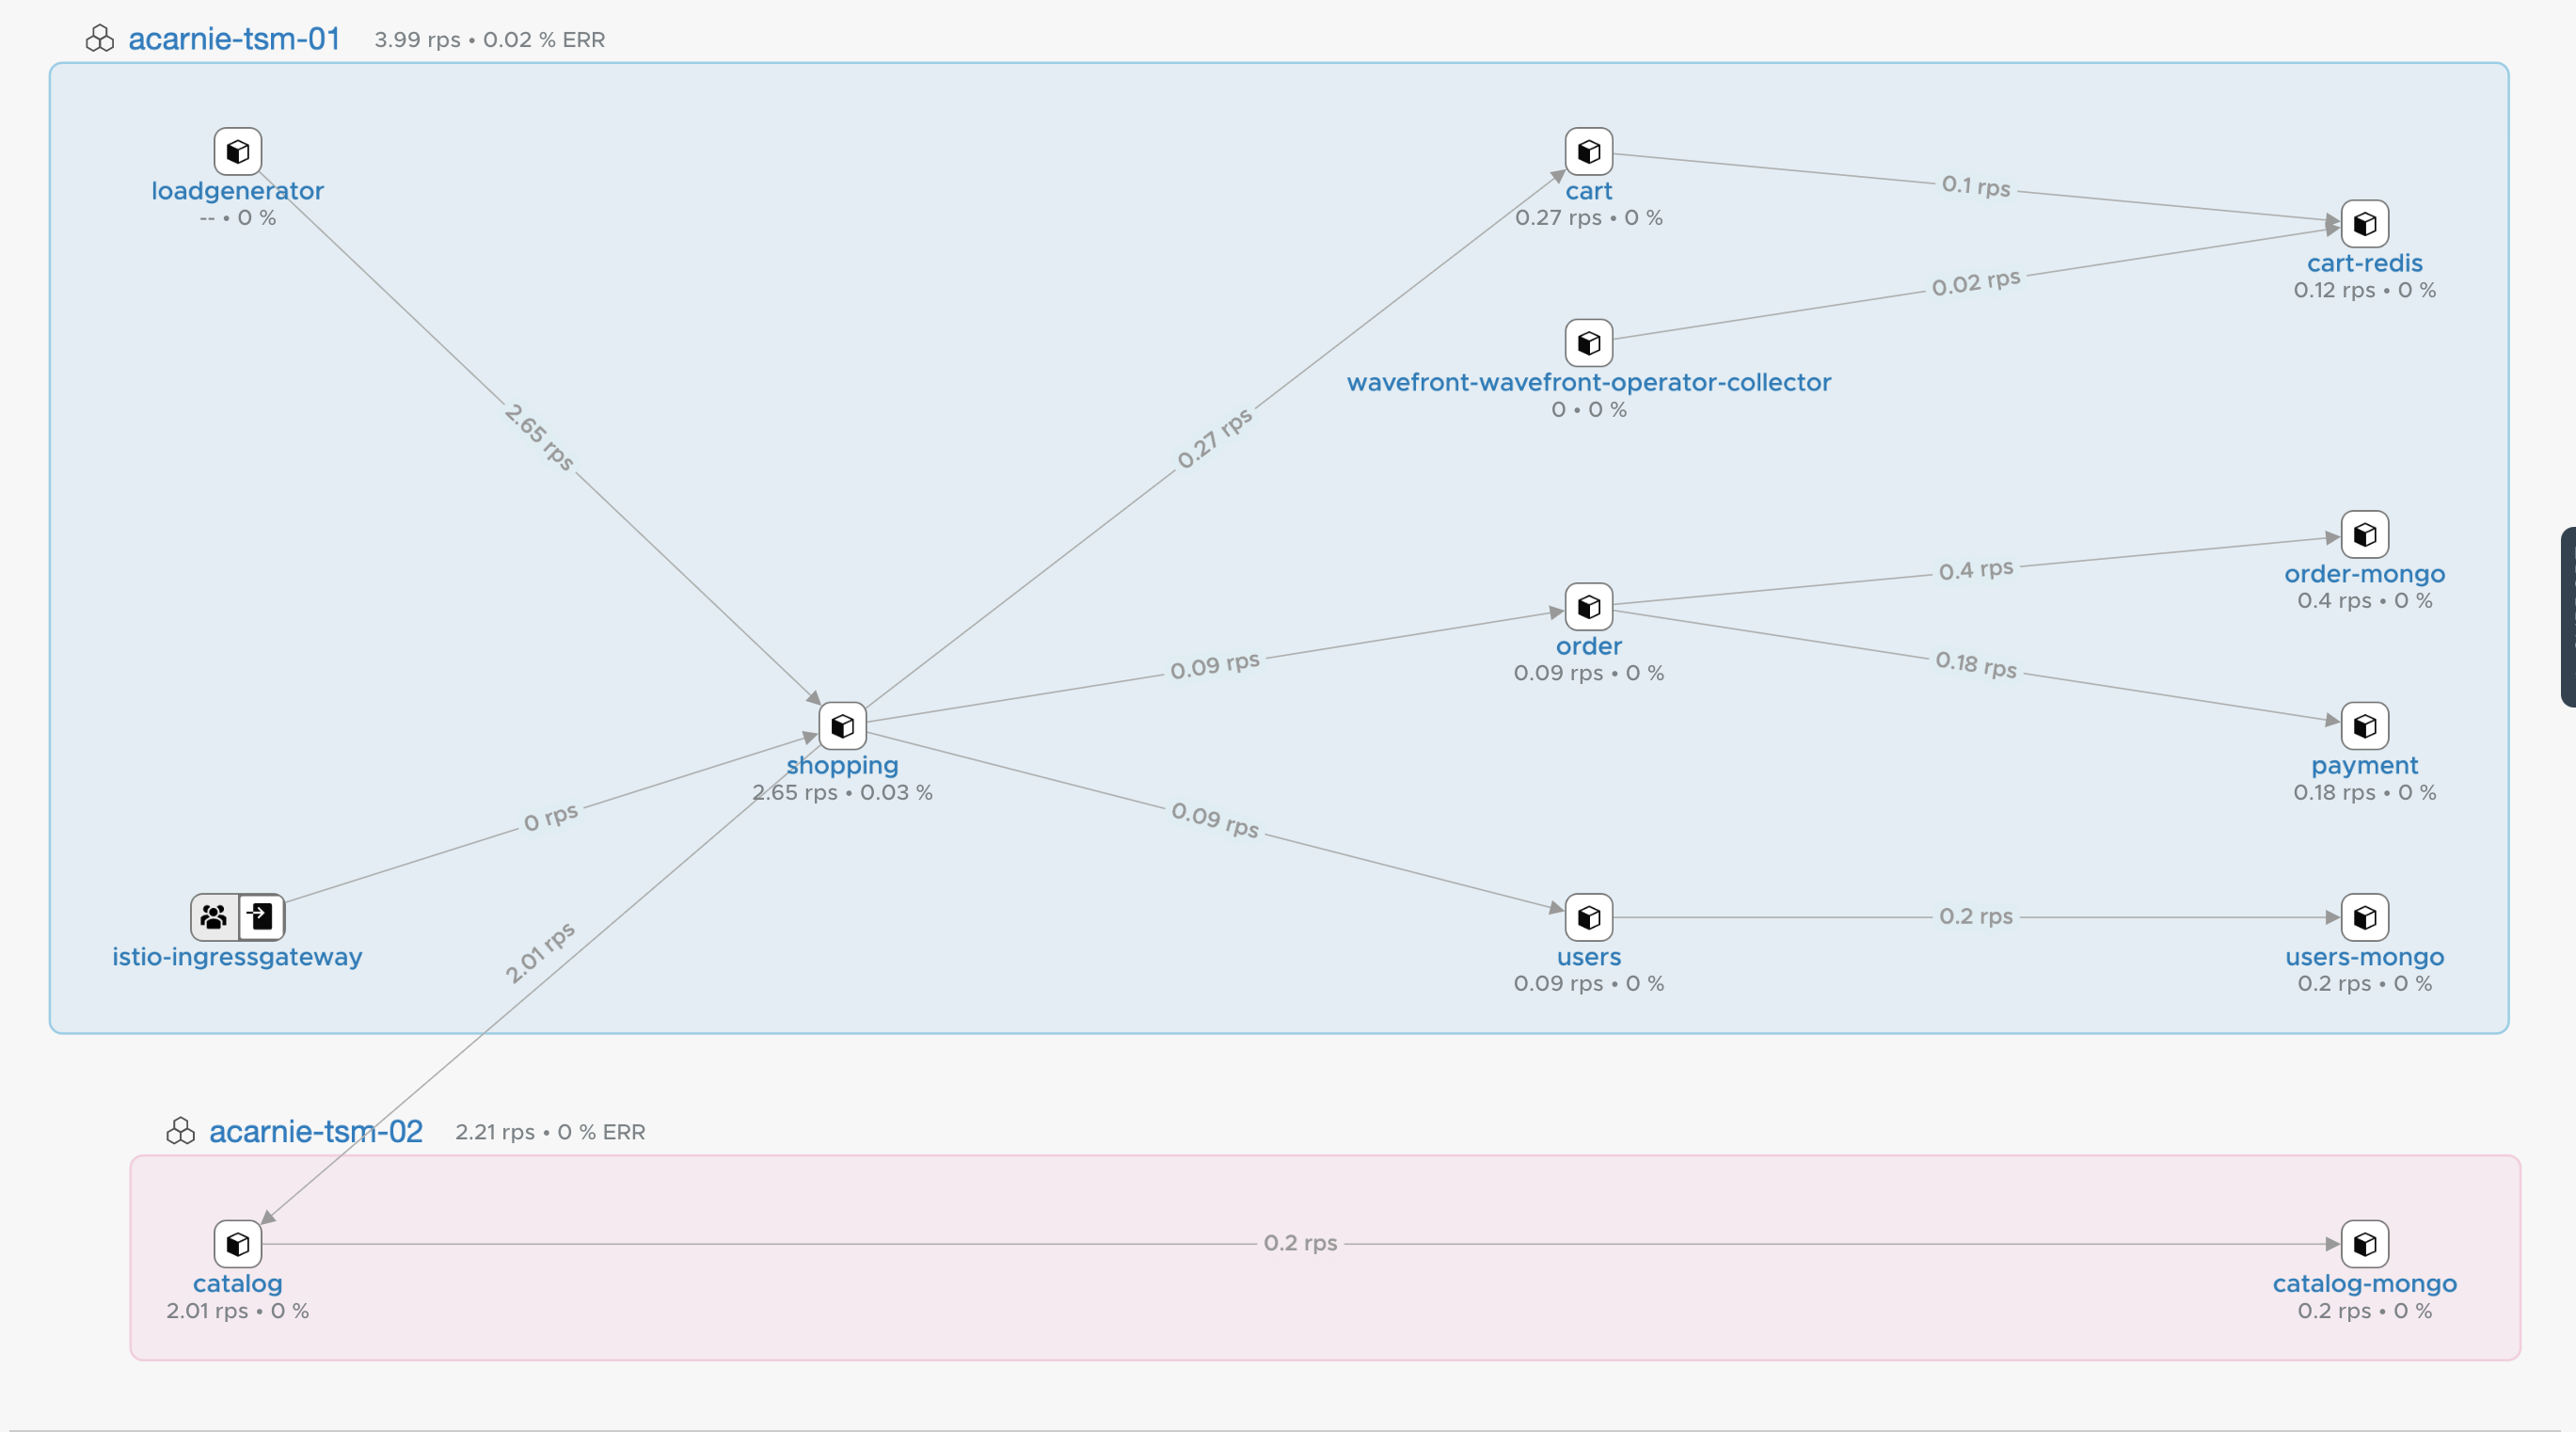 acarnie-tsm-01 3.99 rps • 0.02 % ERR
loadgenerator
-- • 0 %
cart
0.27 rps • 0 %
0.1 rps
cart-redis
0.12 rps • 0 %
0.02 rps
wavefront-wavefront-operator-collector
0 • 0 %
2.65 rps
0.27 rps
0.4 rps
order-mongo
0.4 rps • 0 %
order
0.09 rps • 0 %
0.09 rps
0.18 rps
shopping
2.65 rps • 0.03 %
payment
0.18 rps • 0 %
0 rps
0.09 rps
istio-ingressgateway
2.01 rps
users
0.09 rps • 0 %
0.2 rps
users-mongo
0.2 rps • 0 %
acarnie-tsm-02 2.21 rps • 0 % ERR
catalog
2.01 rps • 0 %
0.2 rps
catalog-mongo
0.2 rps • 0 %